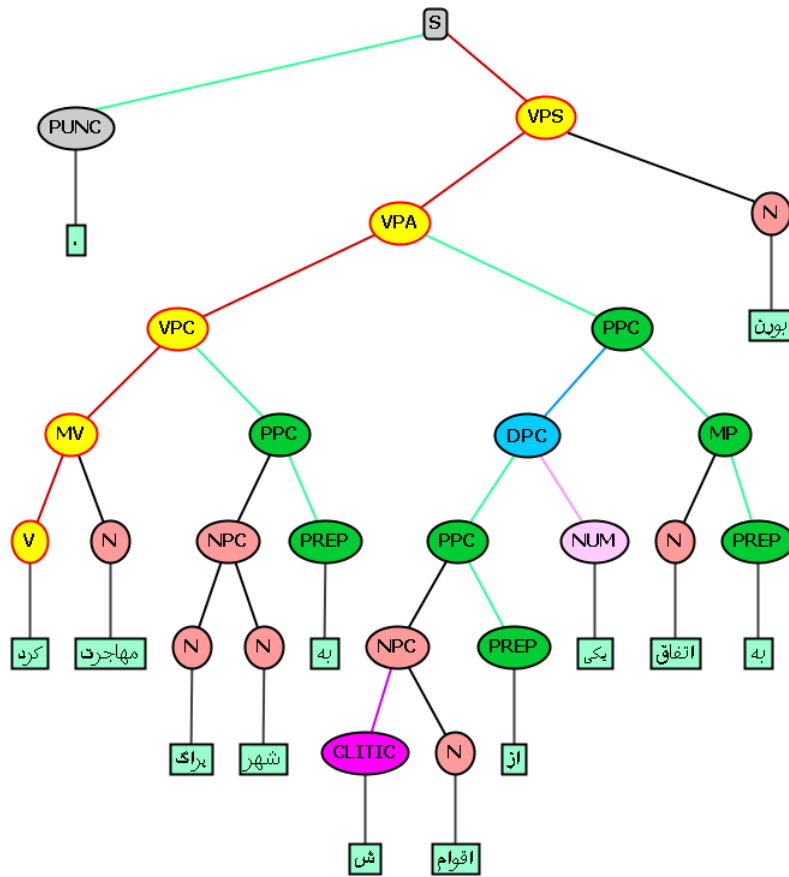 S
PUNC
VPS
VPA
N
.
VPC
PPC
بورن
MV
PPC
DPC
MP
V
N
NPC
PREP
PPC
NUM
N
PREP
کرد
مهاجرت
N
N
به
NPC
PREP
یکی
اتفاق
به
پراگ
شهر
CLITIC
N
از
ش
اقوام